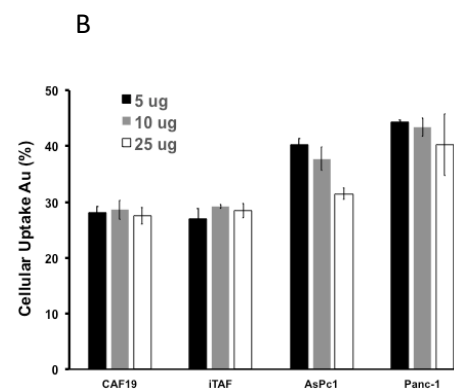 B
5 ug
10 ug
25 ug
Cellular Uptake Au (%)
50
40
30
20
10
0
CAF19 iTAF AsPc1 Panc-1